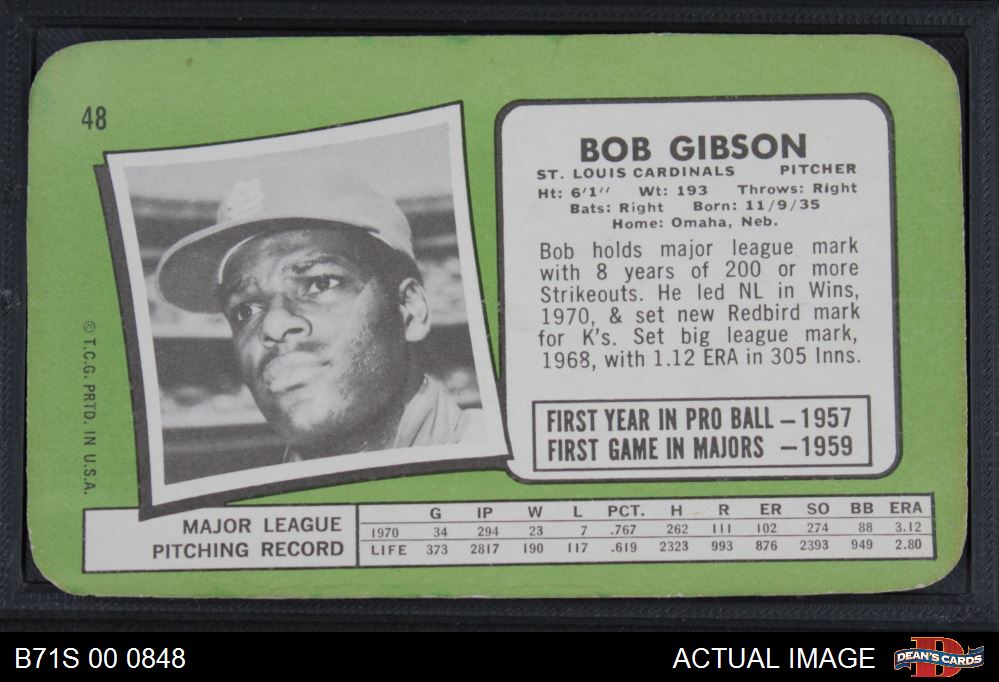 48
BOB GIBSON
ST. LOUIS CARDINALS PITCHER
Ht: 6'1" Wt: 193 Throws: Right
Bats: Right Born: 11/9/35
Home: Omaha, Neb.
Bob holds major league mark
with 8 years of 200 or more
Strikeouts. He led NL in Wins,
1970, & set new Redbird mark
for K's. Set big league mark,
1968, with 1.12 ERA in 305 Inns.
FIRST YEAR IN PRO BALL — 1957
FIRST GAME IN MAJORS — 1959
© T.C.G. PRTD. IN U.S.A.
MAJOR LEAGUE
PITCHING RECORD
G IP W L PCT. H R ER SO BB ERA
1970 34 294 23 7 .767 262 111 102 274 88 3.12
LIFE 373 2817 190 117 .619 2323 993 876 2393 949 2.80
B71S 00 0848
ACTUAL IMAGE
DEAN'S CARDS